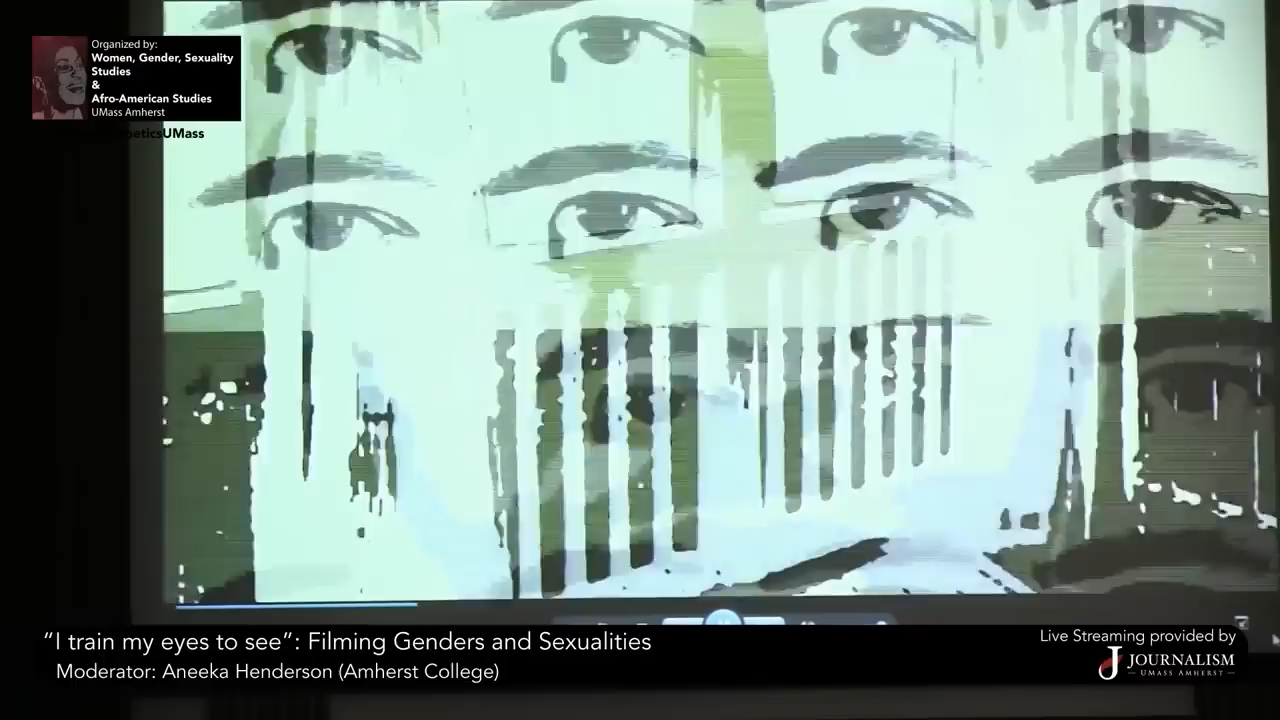 Organized by:
Women, Gender, Sexuality
Studies
&
Afro-American Studies
UMass Amherst
“I train my eyes to see“: Filming Genders and Sexualities
Moderator: Aneeka Henderson (Amherst College)
Live Streaming provided by
JOURNALISM
UMASS AMHERST